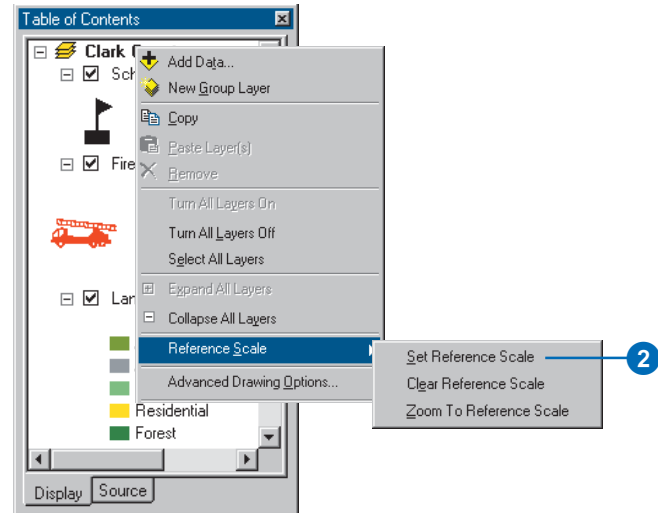 Table of Contents
Clark
Sch
Add Data...
New Group Layer
Copy
Paste Layer(s)
Fire
Remove
Turn All Layers On
Turn All Layers Off
Select All Layers
Lan
Expand All Layers
Collapse All Layers
Reference Scale
Set Reference Scale
2
Clear Reference Scale
Advanced Drawing Options...
Zoom To Reference Scale
Residential
Forest
Display
Source